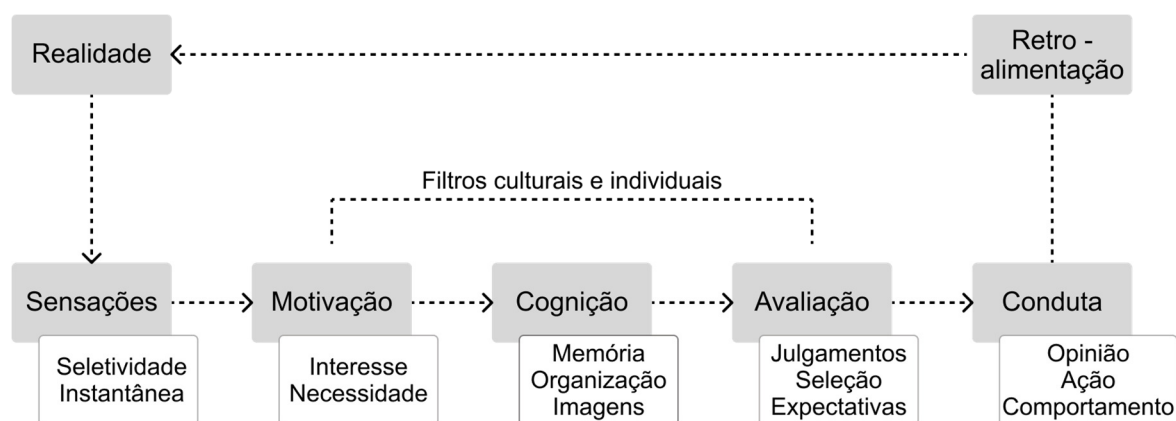 Realidade
Retro -
alimentação
Filtros culturais e individuais
Sensações
Seletividade
Instantânea
Motivação
Interesse
Necessidade
Cognição
Memória
Organização
Imagens
Avaliação
Julgamentos
Seleção
Expectativas
Conduta
Opinião
Ação
Comportamento